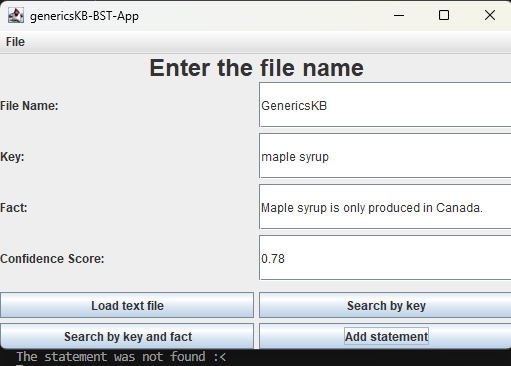 genericsKB-BST-App
File
Enter the file name
File Name: GenericsKB
Key: maple syrup
Fact: Maple syrup is only produced in Canada.
Confidence Score: 0.78
Load text file Search by key
Search by key and fact Add statement
The statement was not found :<